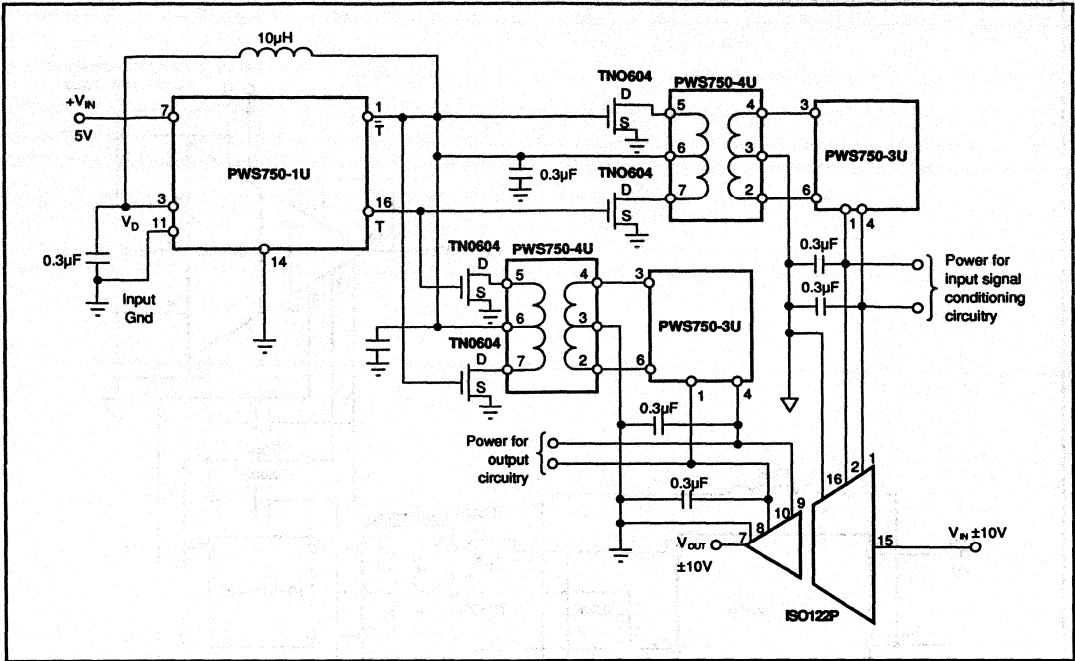 10μH
TNO604
PWS750-4U
+V_IN
7
1
D
5
4
3
5V
T̅
S
PWS750-3U
PWS750-1U
6
3
0.3μF
TNO604
D
7
2
6
3
16
S
1
4
V_D
T
11
TN0604
PWS750-4U
0.3μF
Power for
input signal
conditioning
circuitry
0.3μF
14
D
5
4
3
0.3μF
Input
Gnd
S
6
3
PWS750-3U
TN0604
D
7
2
6
S
1
4
0.3μF
Power for
output
circuitry
1
2
16
0.3μF
9
10
8
V_OUT
7
15
V_IN ±10V
±10V
ISO122P